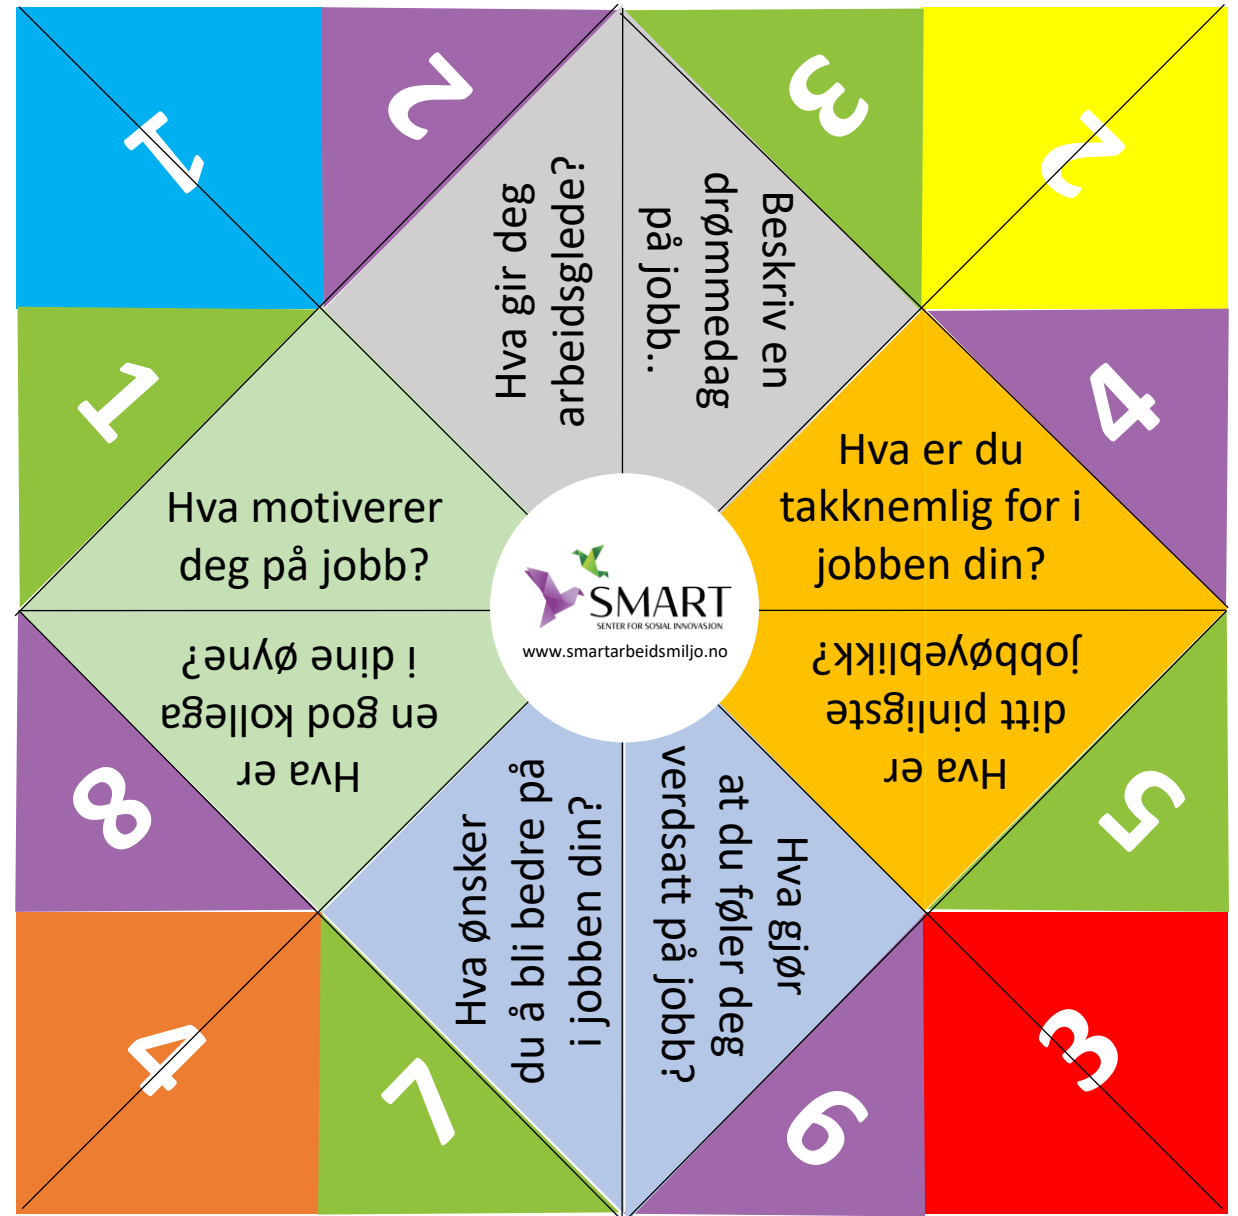 1
2
3
2
1
4
Hva gir deg
arbeidsglede?
Beskriv en
drømmedag
på jobb..
Hva motiverer
deg på jobb?
Hva er du
takknemlig for i
jobben din?
SMART
SENTER FOR SOSIAL INNOVASJON
www.smartarbeidsmiljo.no
Hva er
en god kollega
i dine øyne?
Hva er
ditt pinligste
jobbøyeblikk?
8
5
Hva ønsker
du å bli bedre på
i jobben din?
Hva gjør
at du føler deg
verdsatt på jobb?
4
7
6
3